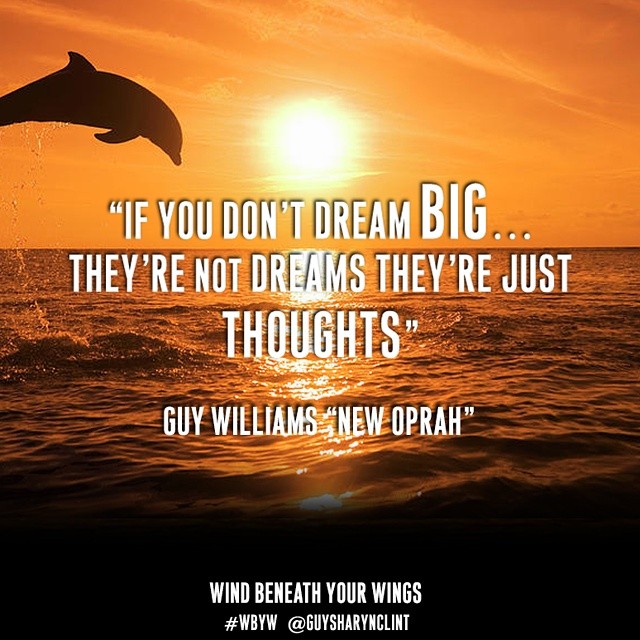 “IF YOU DON’T DREAM BIG...
THEY’RE NOT DREAMS THEY’RE JUST
THOUGHTS”
GUY WILLIAMS “NEW OPRAH”
WIND BENEATH YOUR WINGS
#WBYW @GUYSHARYNCLINT